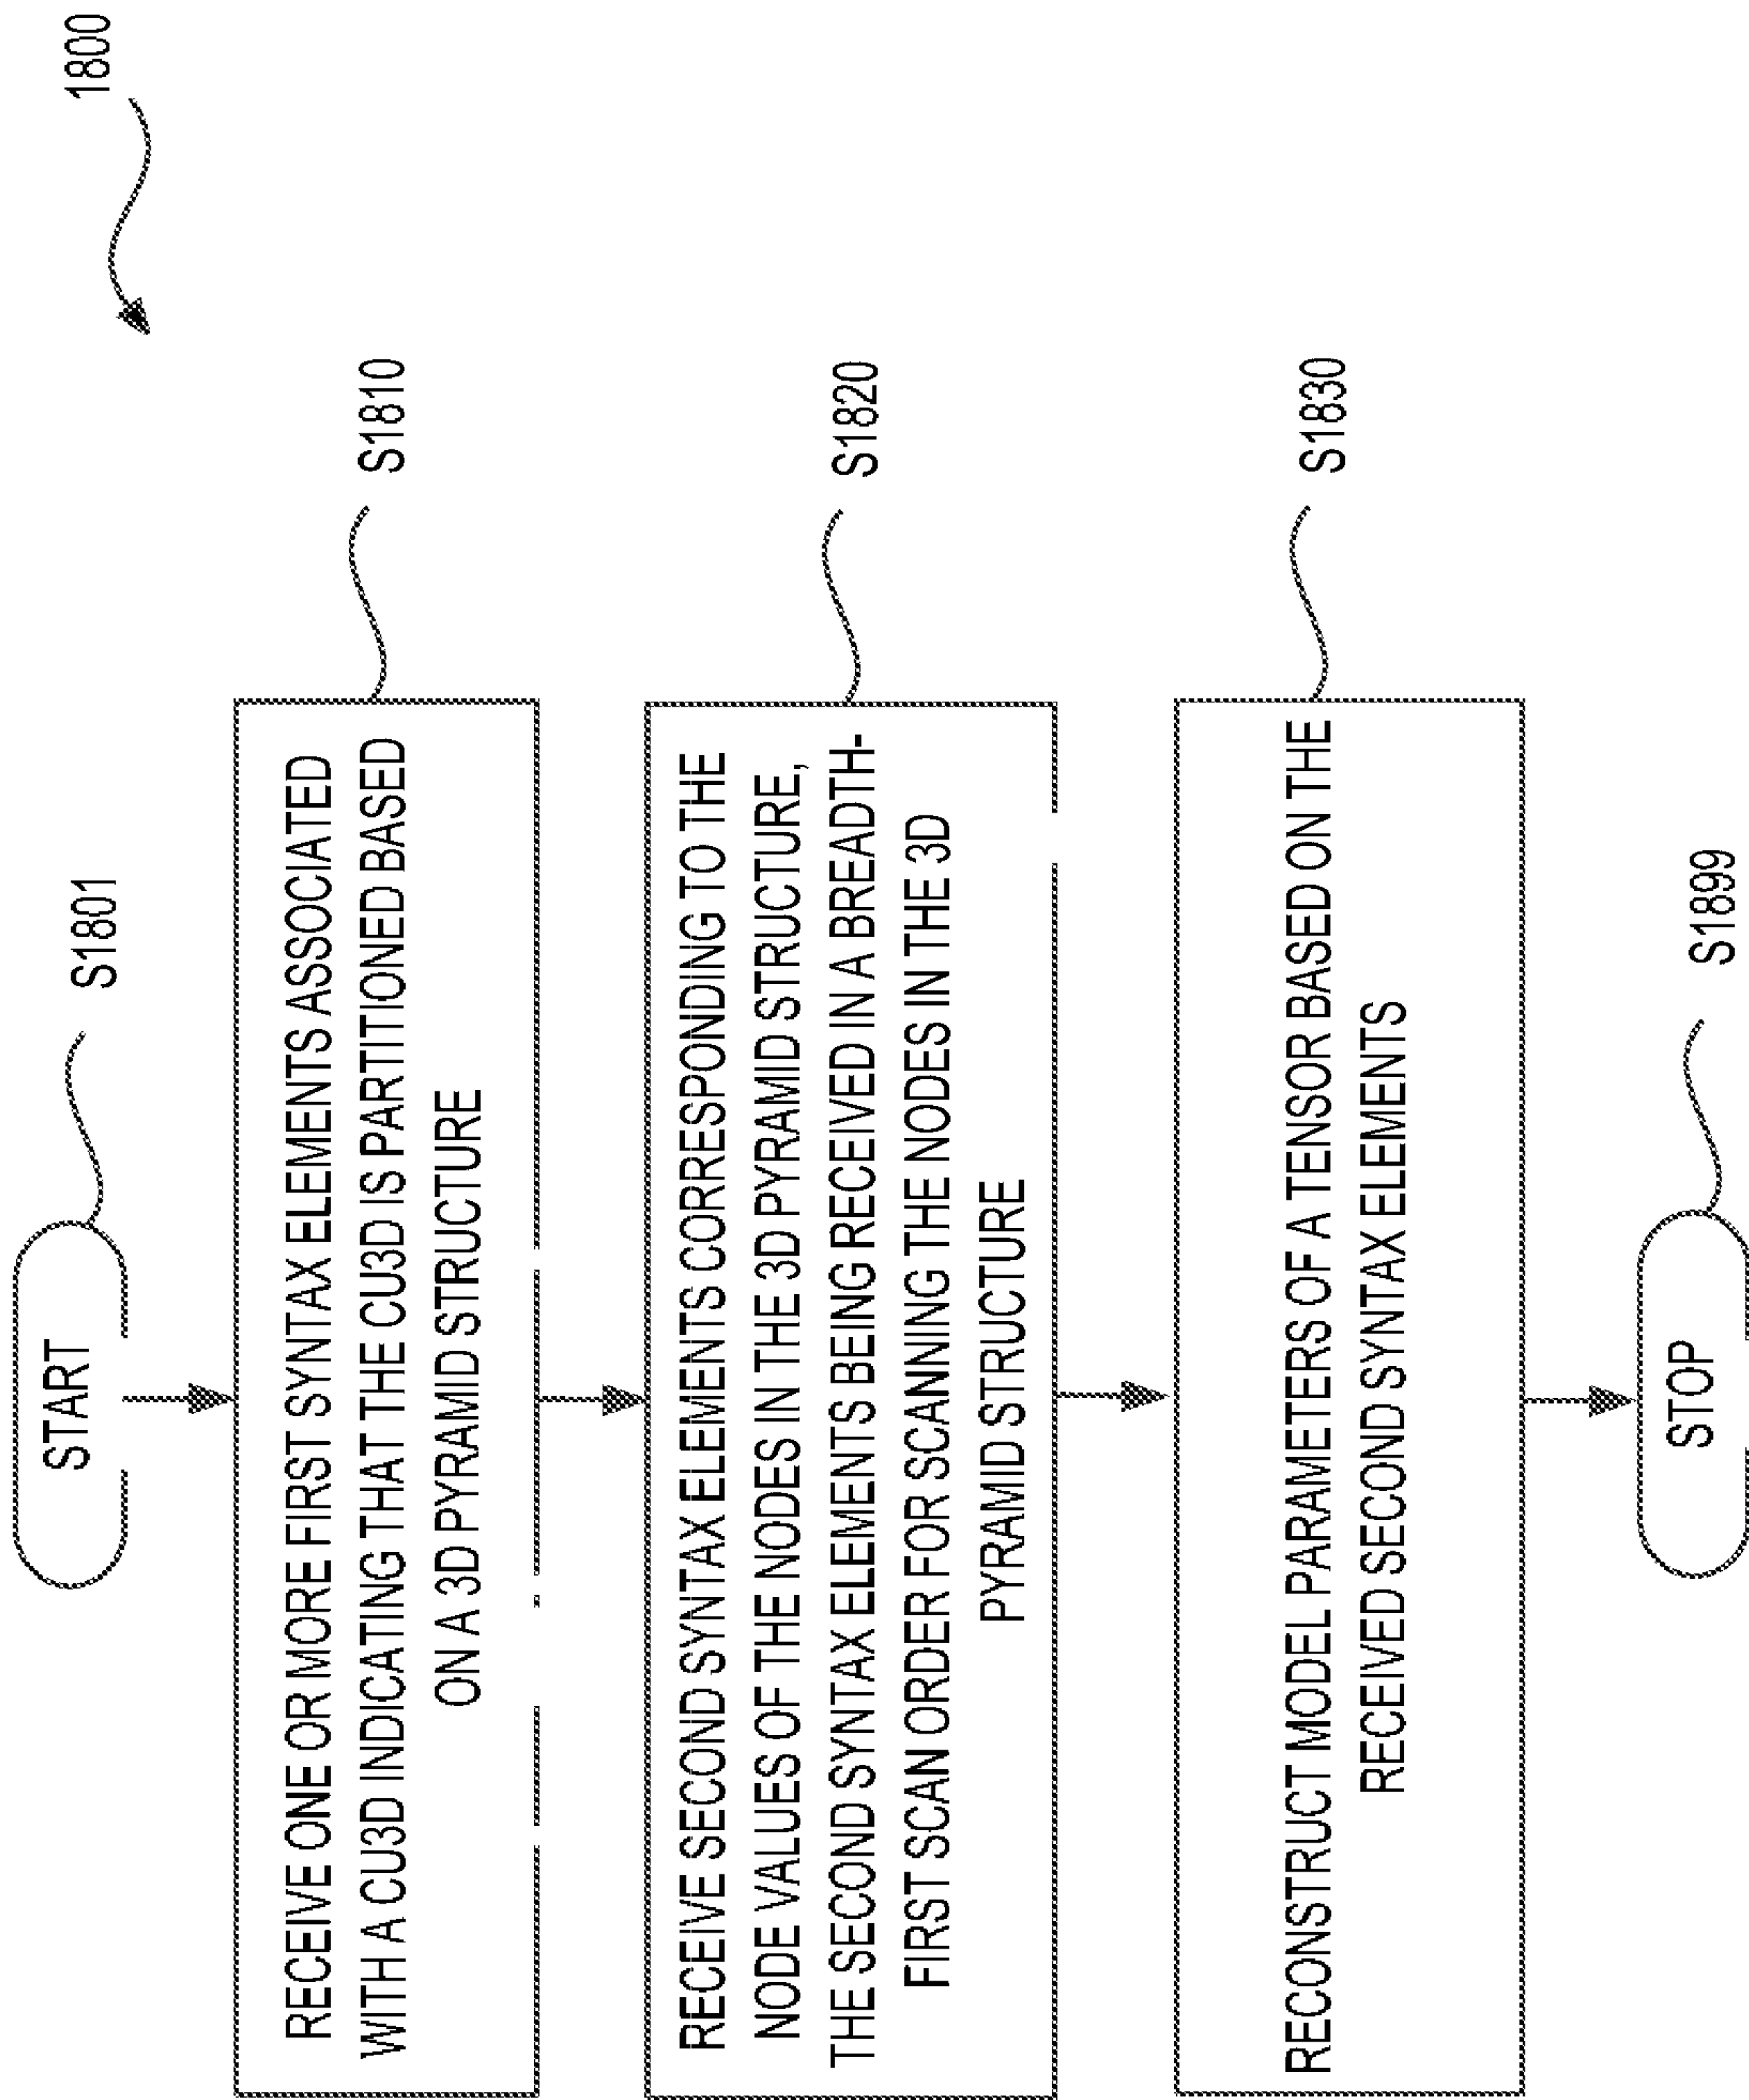 1800
START
S1801
RECEIVE ONE OR MORE FIRST SYNTAX ELEMENTS ASSOCIATED
WITH A CU3D INDICATING THAT THE CU3D IS PARTITIONED BASED
ON A 3D PYRAMID STRUCTURE
S1810
RECEIVE SECOND SYNTAX ELEMENTS CORRESPONDING TO THE
NODE VALUES OF THE NODES IN THE 3D PYRAMID STRUCTURE,
THE SECOND SYNTAX ELEMENTS BEING RECEIVED IN A BREADTH-
FIRST SCAN ORDER FOR SCANNING THE NODES IN THE 3D
PYRAMID STRUCTURE
S1820
RECONSTRUCT MODEL PARAMETERS OF A TENSOR BASED ON THE
RECEIVED SECOND SYNTAX ELEMENTS
S1830
STOP
S1899